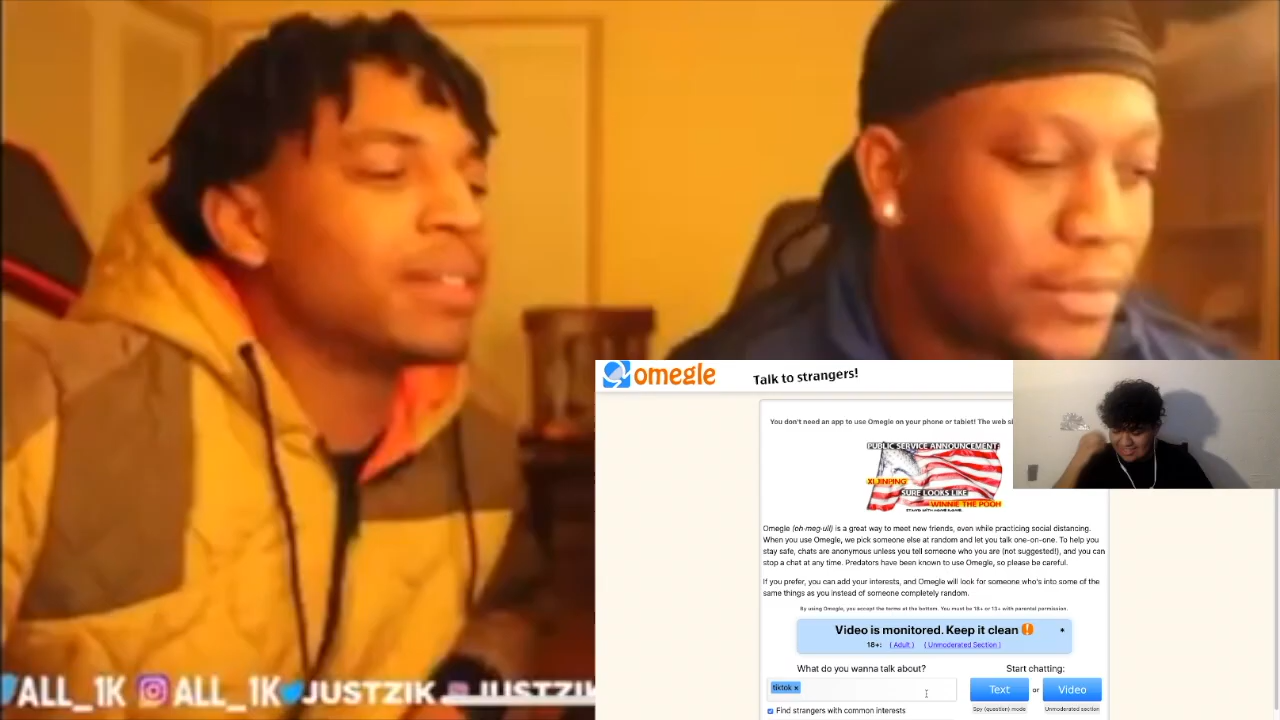 omegle
Talk to strangers!
You don't need an app to use Omegle on your phone or tablet! The web si
PUBLIC SERVICE ANNOUNCEMENT:
XI JINPING
SURE LOOKS LIKE
WINNIE THE POOH
Omegle (oh·meg·ull) is a great way to meet new friends, even while practicing social distancing.
When you use Omegle, we pick someone else at random and let you talk one-on-one. To help you
stay safe, chats are anonymous unless you tell someone who you are (not suggested!), and you can
stop a chat at any time. Predators have been known to use Omegle, so please be careful.
If you prefer, you can add your interests, and Omegle will look for someone who's into some of the
same things as you instead of someone completely random.
By using Omegle, you accept the terms at the bottom. You must be 18+ or 13+ with parental permission.
Video is monitored. Keep it clean
18+: ( Adult ) ( Unmoderated Section )
What do you wanna talk about?
Start chatting:
tiktok ×
Text or Video
Find strangers with common interests
Spy (question) mode
Unmoderated section
ALL_1K ALL_1K JUSTZIK JUSTZIK